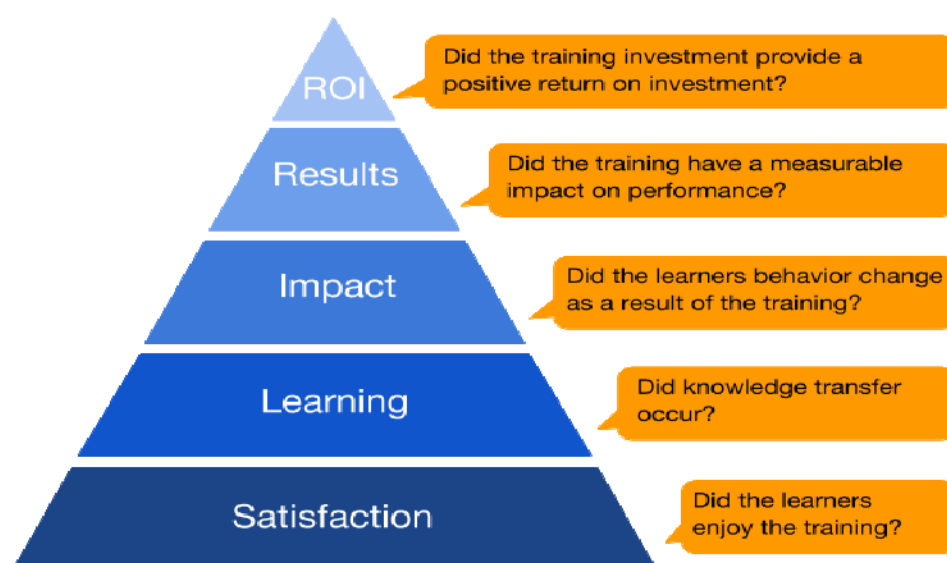 ROI
Did the training investment provide a
positive return on investment?
Results
Did the training have a measurable
impact on performance?
Impact
Did the learners behavior change
as a result of the training?
Learning
Did knowledge transfer
occur?
Satisfaction
Did the learners
enjoy the training?